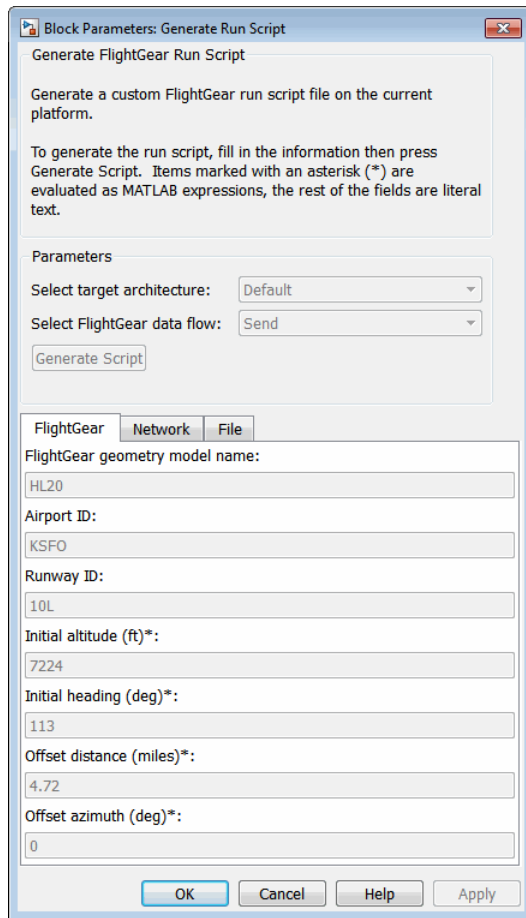 Block Parameters: Generate Run Script
Generate FlightGear Run Script
Generate a custom FlightGear run script file on the current
platform.
To generate the run script, fill in the information then press
Generate Script.  Items marked with an asterisk (*) are
evaluated as MATLAB expressions, the rest of the fields are literal
text.
Parameters
Select target architecture: Default
Select FlightGear data flow: Send
Generate Script
FlightGear Network File
FlightGear geometry model name:
HL20
Airport ID:
KSFO
Runway ID:
10L
Initial altitude (ft)*:
7224
Initial heading (deg)*:
113
Offset distance (miles)*:
4.72
Offset azimuth (deg)*:
0
OK Cancel Help Apply